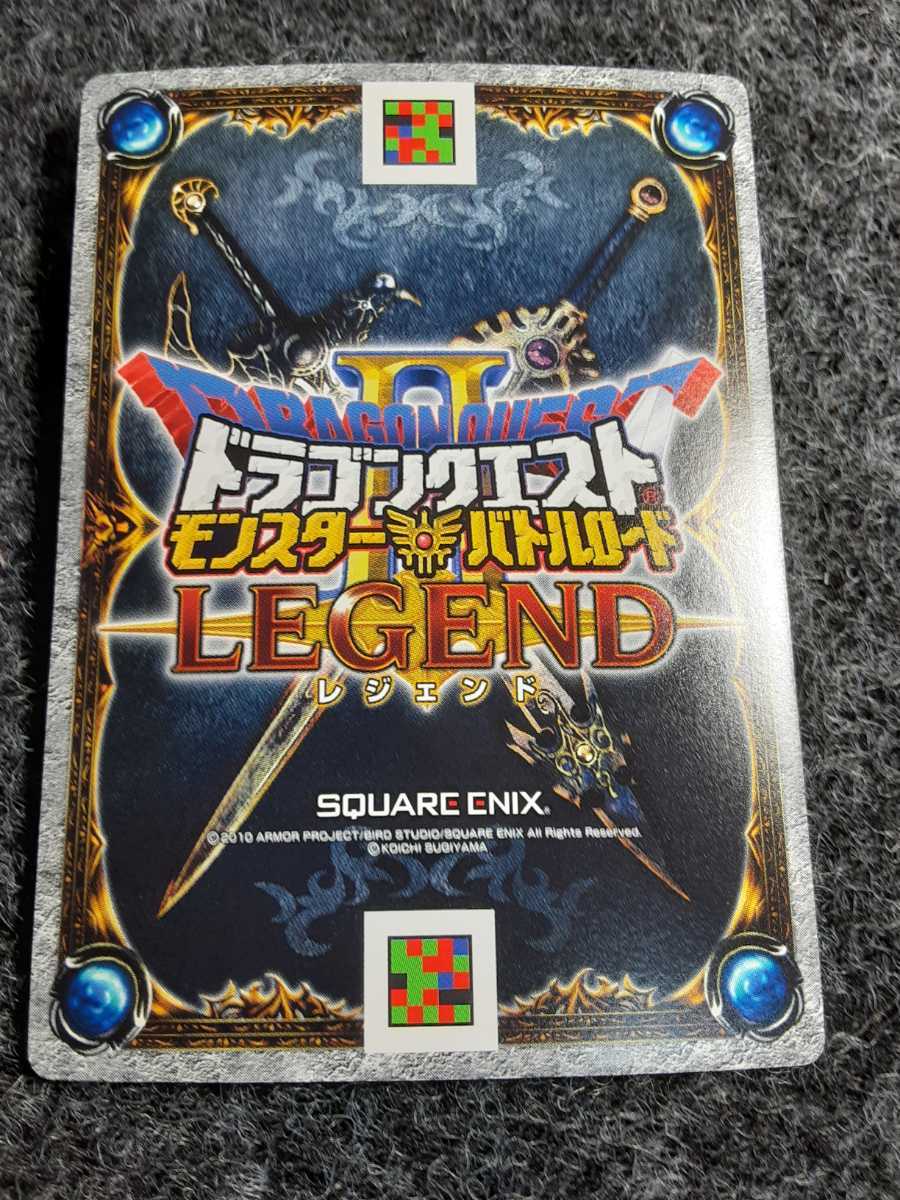 DRAGON QUEST
II
ドラゴンクエスト®
モンスターバトルロード
LEGEND
レジェンド
SQUARE ENIX®
©2010 ARMOR PROJECT/BIRD STUDIO/SQUARE ENIX All Rights Reserved.
©KOICHI SUGIYAMA